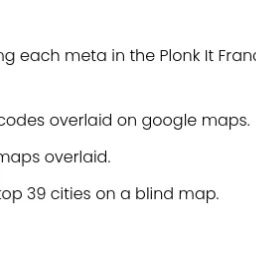 ng each meta in the Plonk It Fran
codes overlaid on google maps.
maps overlaid.
top 39 cities on a blind map.